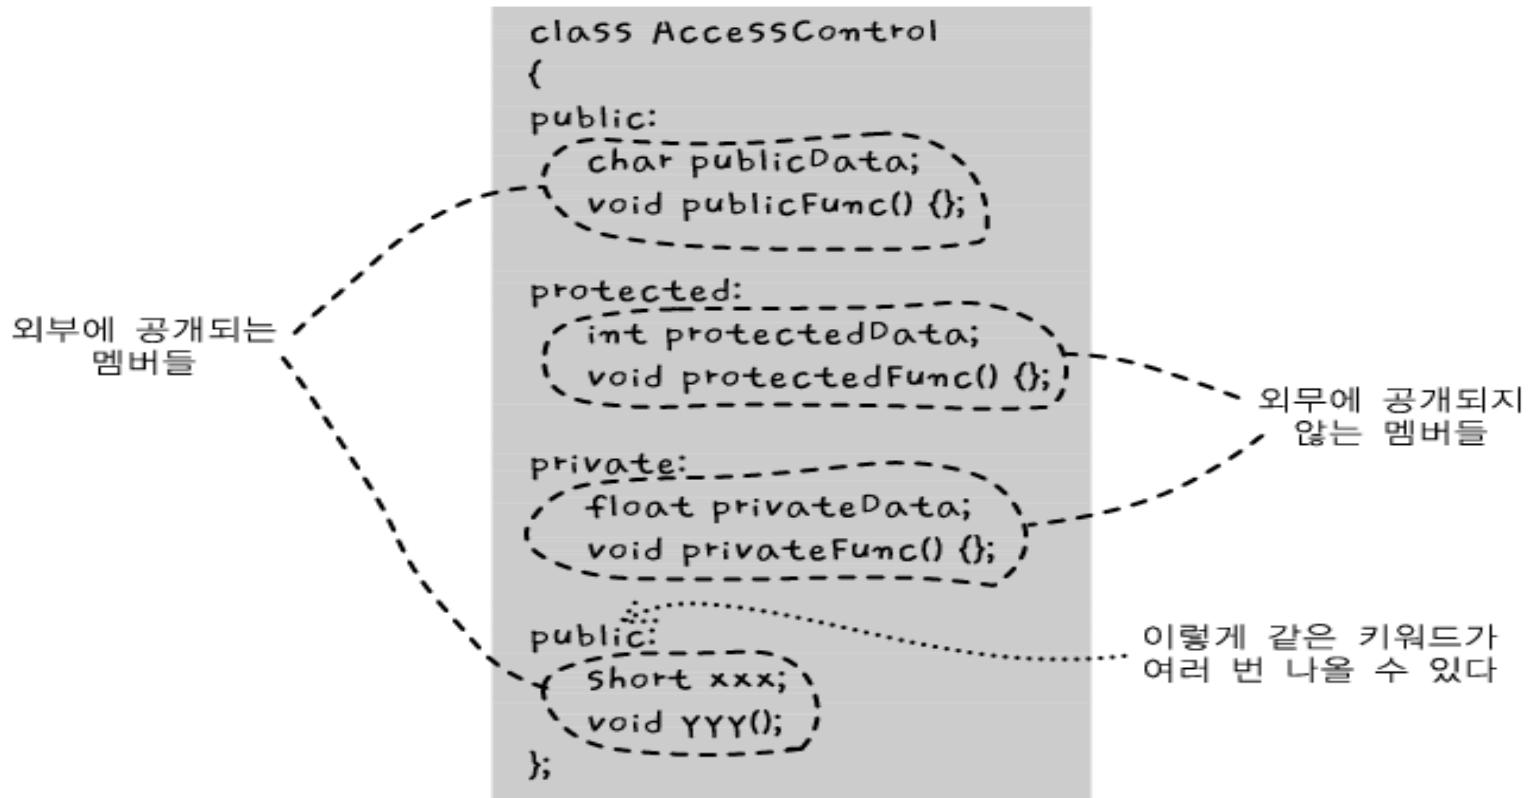 class AccessControl
{
public:
char publicData;
void publicFunc() {};
protected:
int protectedData;
void protectedFunc() {};
private:
float privateData;
void privateFunc() {};
public:
short xxx;
void YYY();
};
외부에 공개되는
멤버들
외무에 공개되지
않는 멤버들
이렇게 같은 키워드가
여러 번 나올 수 있다